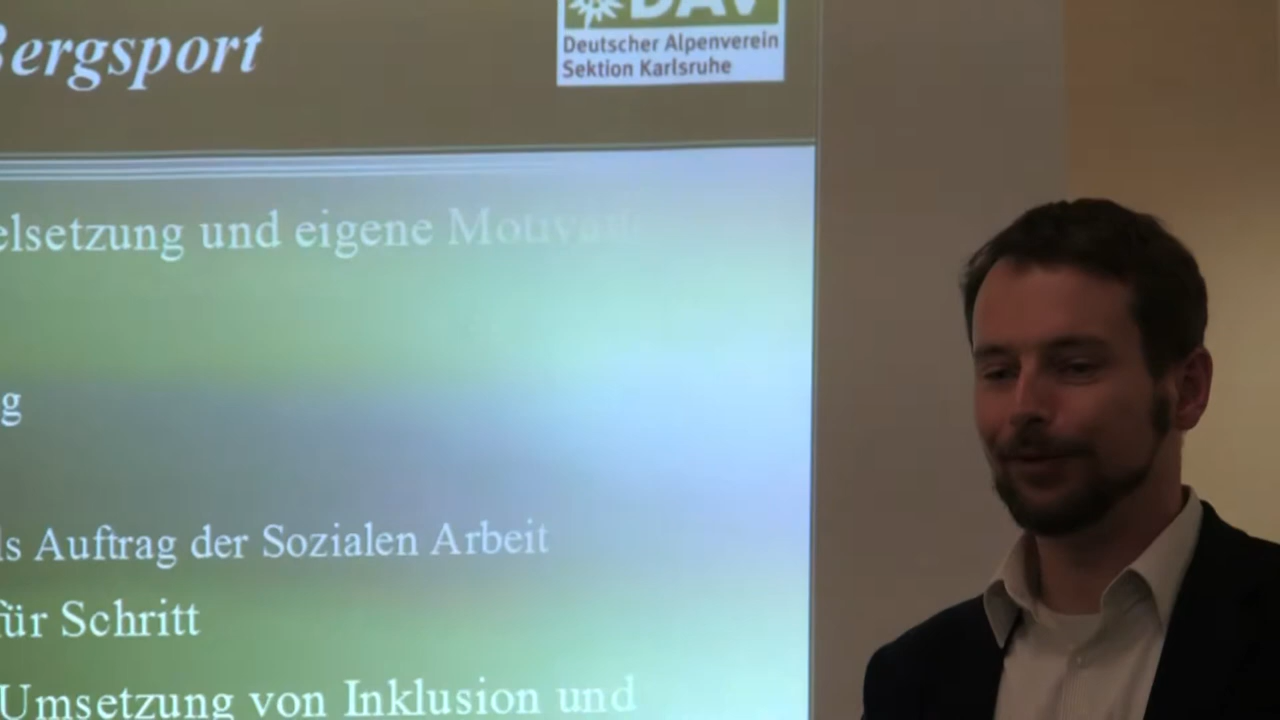 Bergsport
DAV
Deutscher Alpenverein
Sektion Karlsruhe
elsetzung und eigene Motivati
g
ls Auftrag der Sozialen Arbeit
für Schritt
Umsetzung von Inklusion und